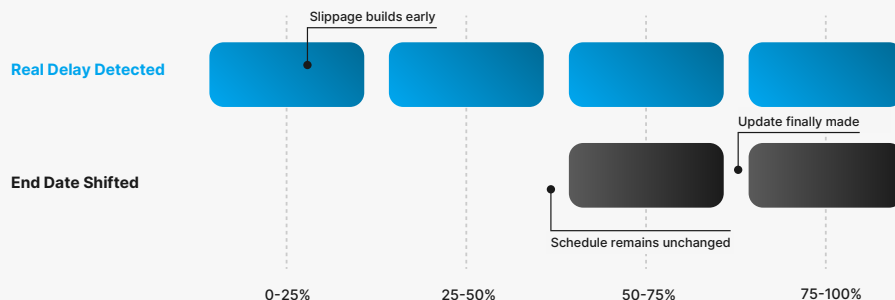 Slippage builds early
Real Delay Detected
Update finally made
End Date Shifted
Schedule remains unchanged
0-25%
25-50%
50-75%
75-100%